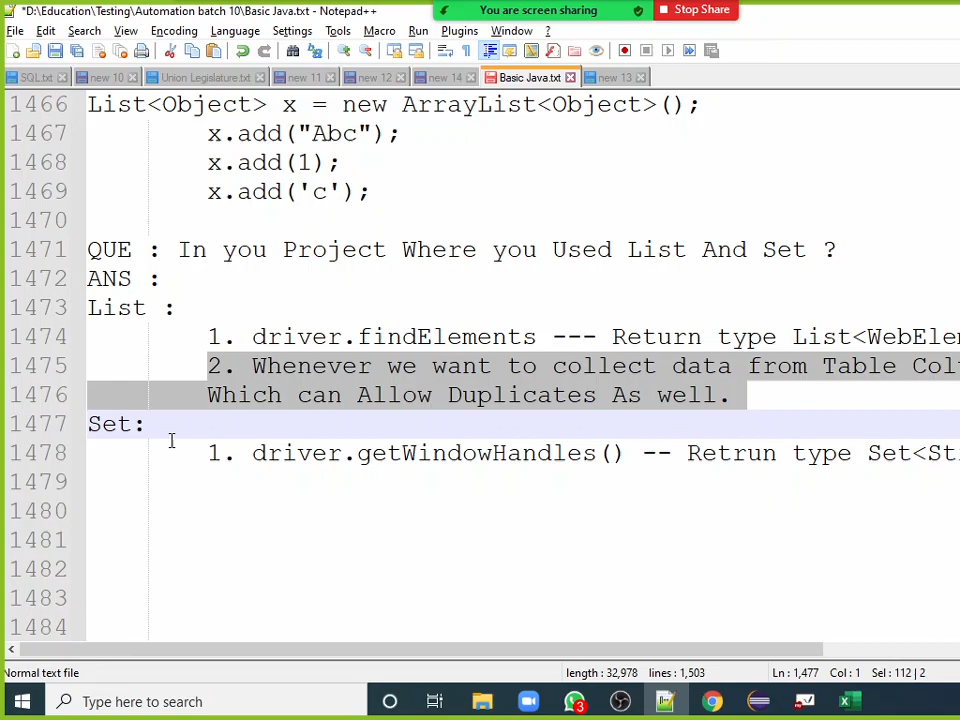 *D:\Education\Testing\Automation batch 10\Basic Java.txt - Notepad++
You are screen sharing
Stop Share
File Edit Search View Encoding Language Settings Tools Macro Run Plugins Window ?
SQL.txt new 10 Union Legislature.txt new 11 new 12 new 14 Basic Java.txt new 13
1466 List<Object> x = new ArrayList<Object>();
1467 x.add("Abc");
1468 x.add(1);
1469 x.add('c');
1470
1471 QUE : In you Project Where you Used List And Set ?
1472 ANS :
1473 List :
1474 1. driver.findElements --- Return type List<WebElem
1475 2. Whenever we want to collect data from Table Col
1476 Which can Allow Duplicates As well.
1477 Set:
1478 1. driver.getWindowHandles() -- Retrun type Set<St
1479
1480
1481
1482
1483
1484
Normal text file length : 32,978 lines : 1,503 Ln : 1,477 Col : 1 Sel : 112 | 2
Type here to search
3